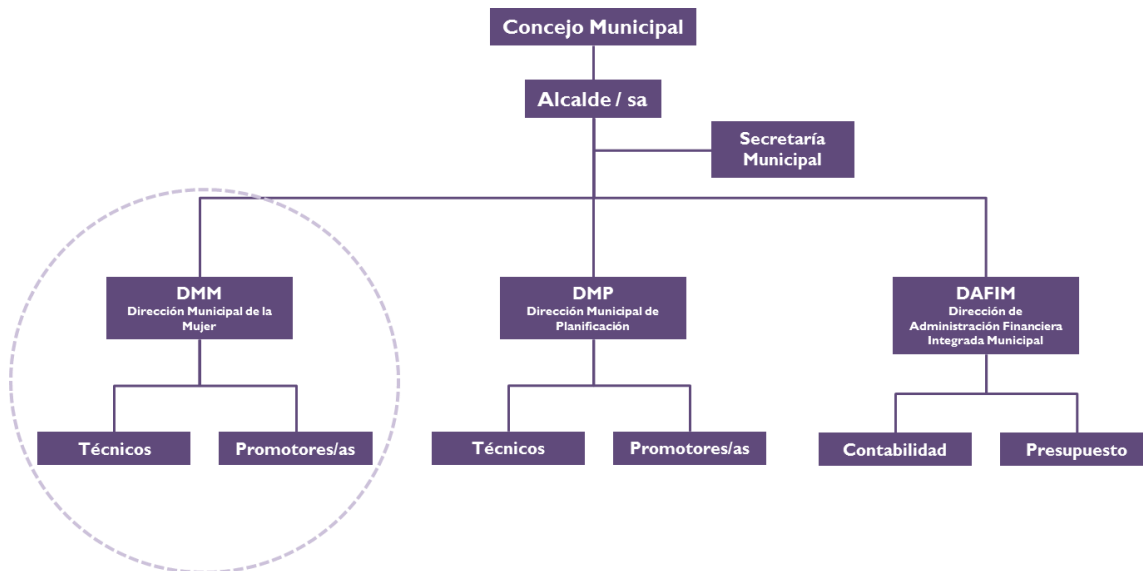 Concejo Municipal
Alcalde / sa
Secretaría
Municipal
DMM
Dirección Municipal de la
Mujer
DMP
Dirección Municipal de
Planificación
DAFIM
Dirección de
Administración Financiera
Integrada Municipal
Técnicos
Promotores/as
Técnicos
Promotores/as
Contabilidad
Presupuesto